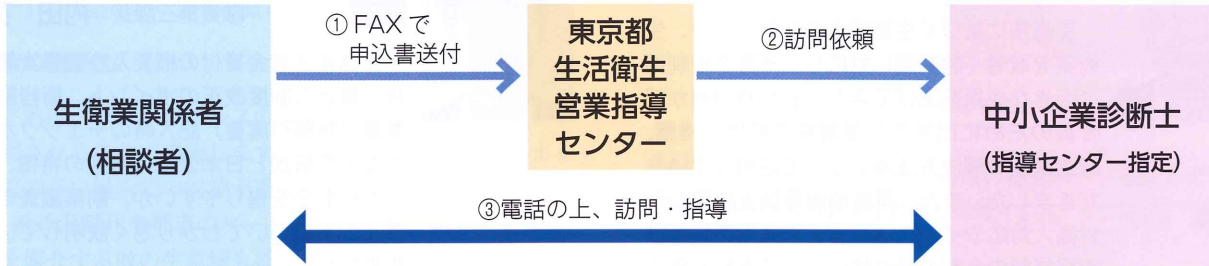 生衛業関係者
(相談者)
①FAXで
申込書送付
東京都
生活衛生
営業指導
センター
②訪問依頼
中小企業診断士
(指導センター指定)
③電話の上、訪問・指導